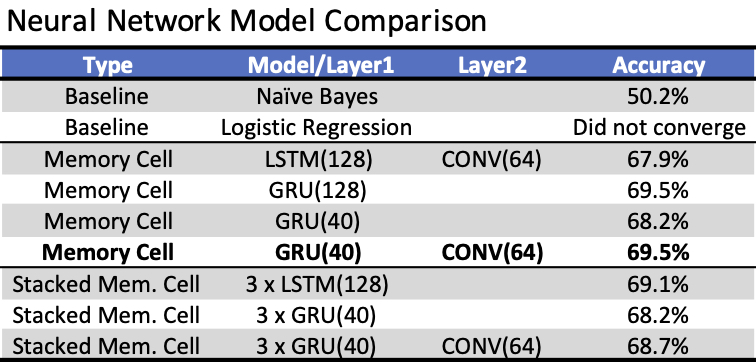 Neural Network Model Comparison
Type Model/Layer1 Layer2 Accuracy
Baseline Naïve Bayes 50.2%
Baseline Logistic Regression Did not converge
Memory Cell LSTM(128) CONV(64) 67.9%
Memory Cell GRU(128) 69.5%
Memory Cell GRU(40) 68.2%
Memory Cell GRU(40) CONV(64) 69.5%
Stacked Mem. Cell 3 x LSTM(128) 69.1%
Stacked Mem. Cell 3 x GRU(40) 68.2%
Stacked Mem. Cell 3 x GRU(40) CONV(64) 68.7%